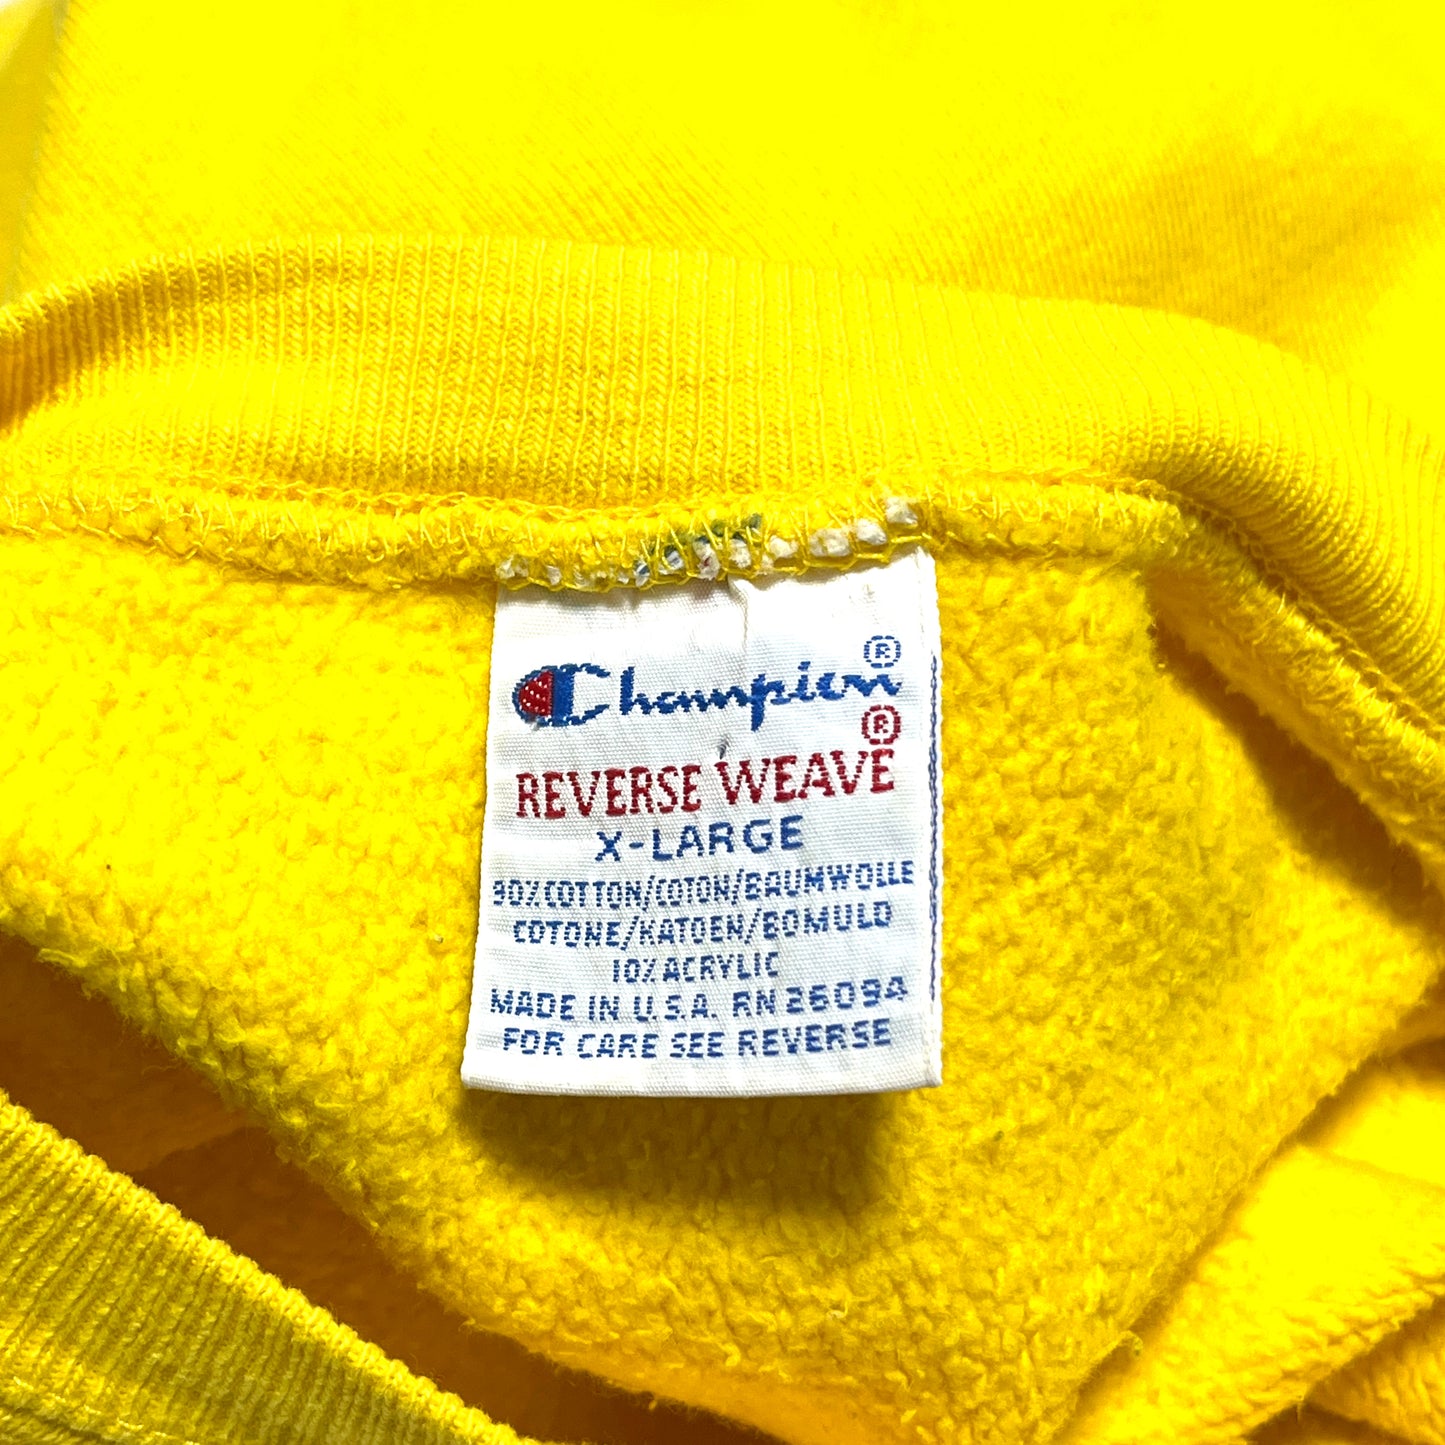 Champion®
REVERSE WEAVE®
X-LARGE
90% COTTON/COTON/BAUMWOLLE
COTONE/KATOEN/BOMULD
10% ACRYLIC
MADE IN U.S.A. RN 26094
FOR CARE SEE REVERSE